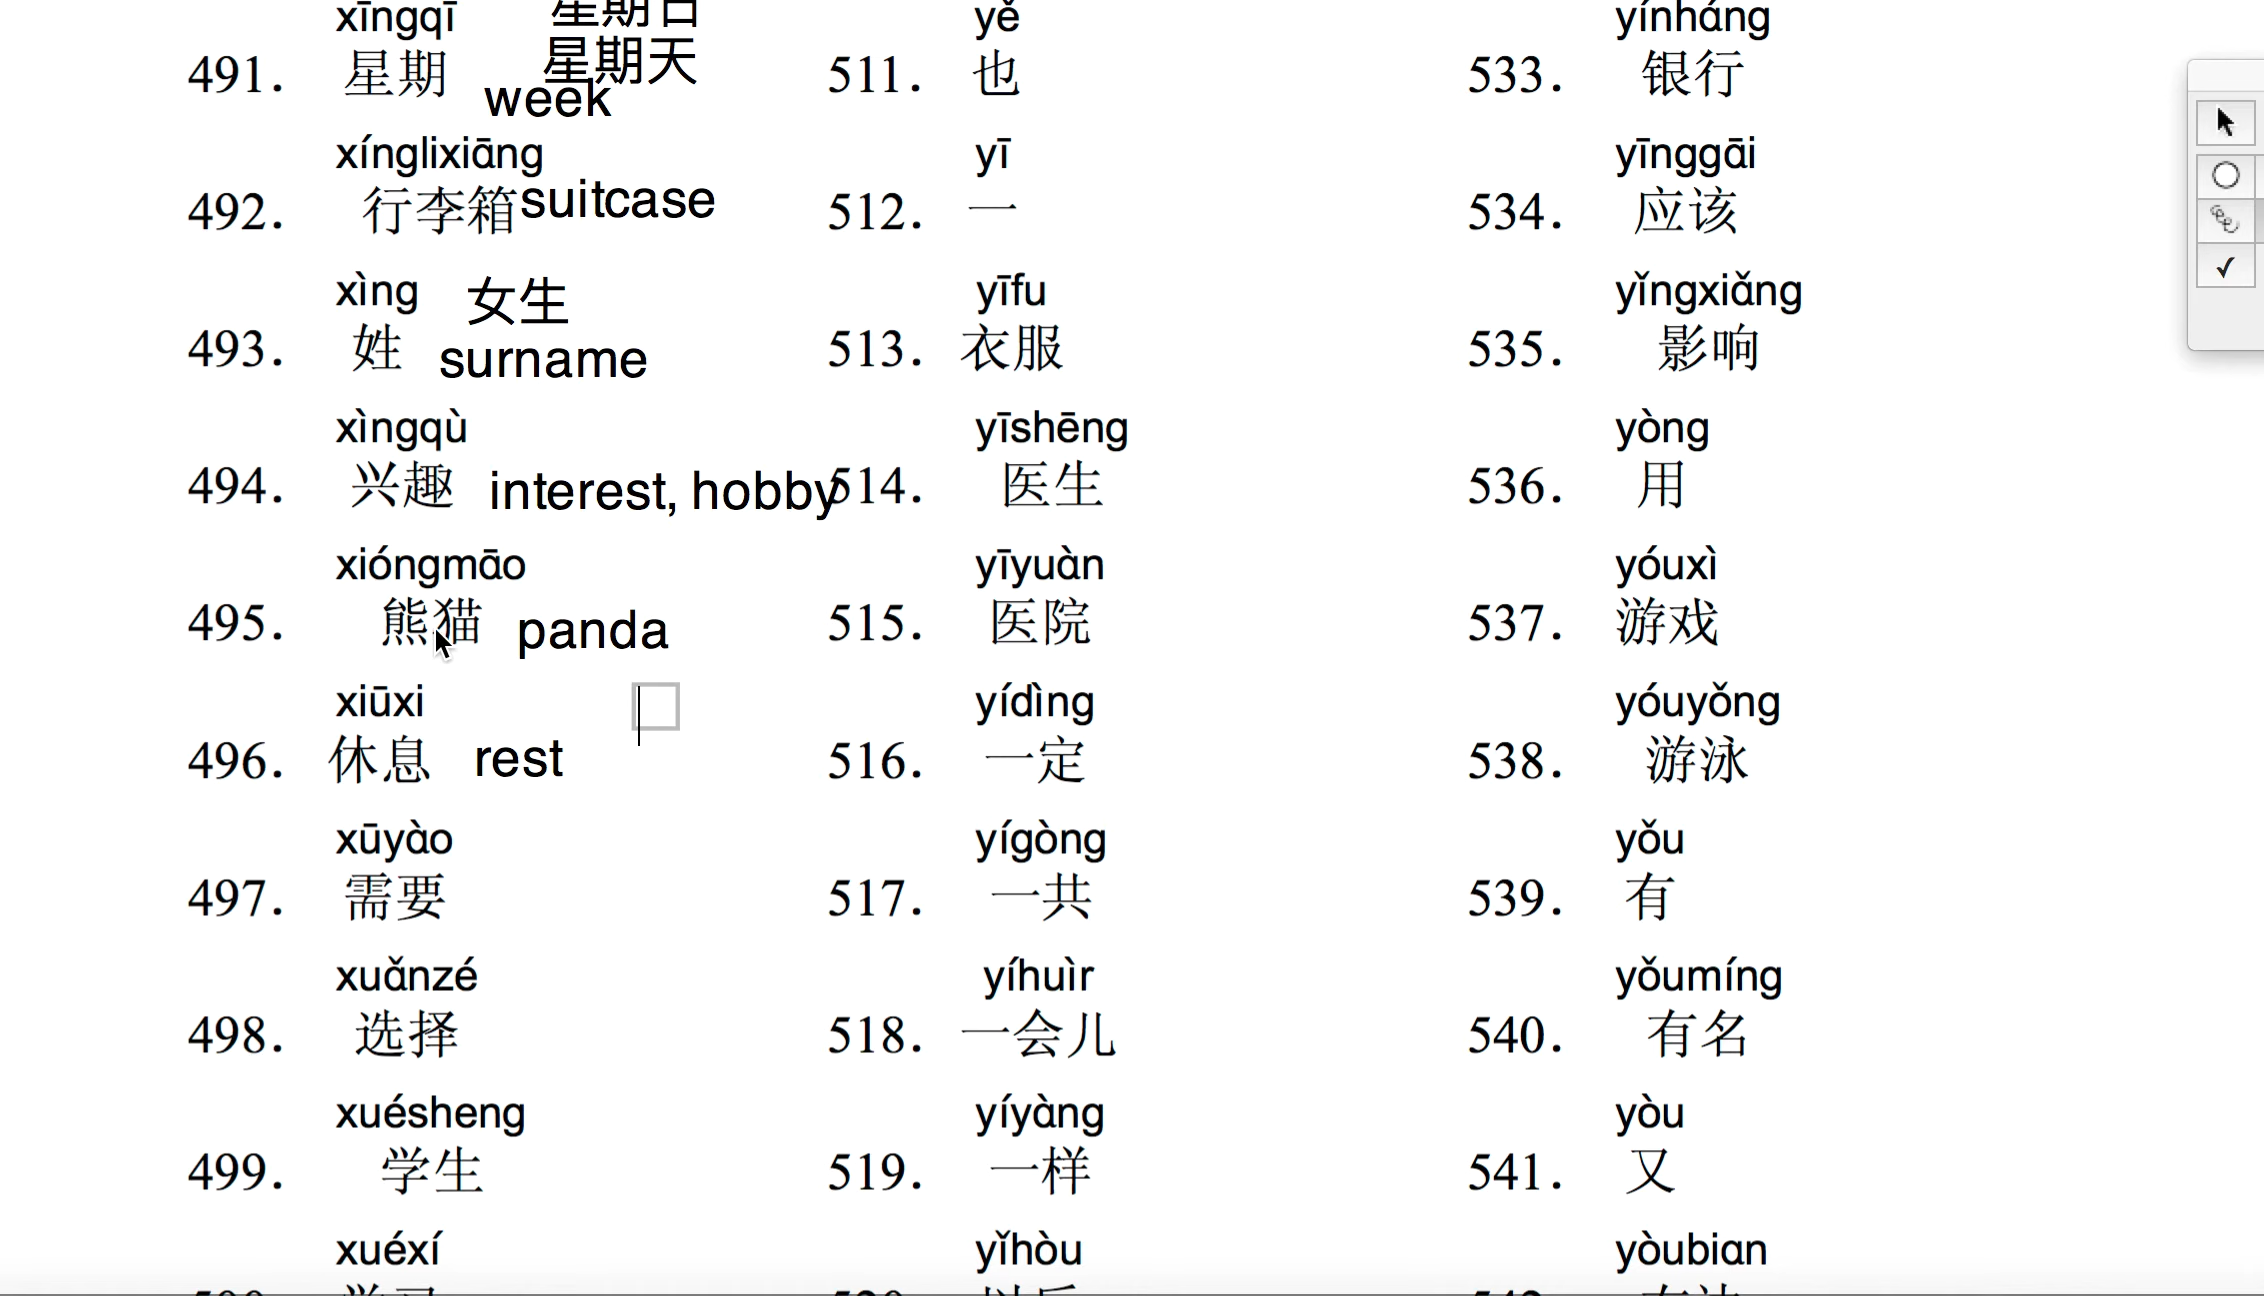 xīngqī
星期日
491. 星期
星期天
week
xínglixiāng
492. 行李箱 suitcase
xìng
女生
493. 姓 surname
xìngqù
494. 兴趣 interest, hobby
xióngmāo
495. 熊猫 panda
xiūxi
496. 休息 rest
xūyào
497. 需要
xuǎnzé
498. 选择
xuésheng
499. 学生
xuéxí
yě
511. 也
yī
512. 一
yīfu
513. 衣服
yīshēng
514. 医生
yīyuàn
515. 医院
yídìng
516. 一定
yígòng
517. 一共
yíhuìr
518. 一会儿
yíyàng
519. 一样
yǐhòu
yínháng
533. 银行
yīnggāi
534. 应该
yǐngxiǎng
535. 影响
yòng
536. 用
yóuxì
537. 游戏
yóuyǒng
538. 游泳
yǒu
539. 有
yǒumíng
540. 有名
yòu
541. 又
yòubian